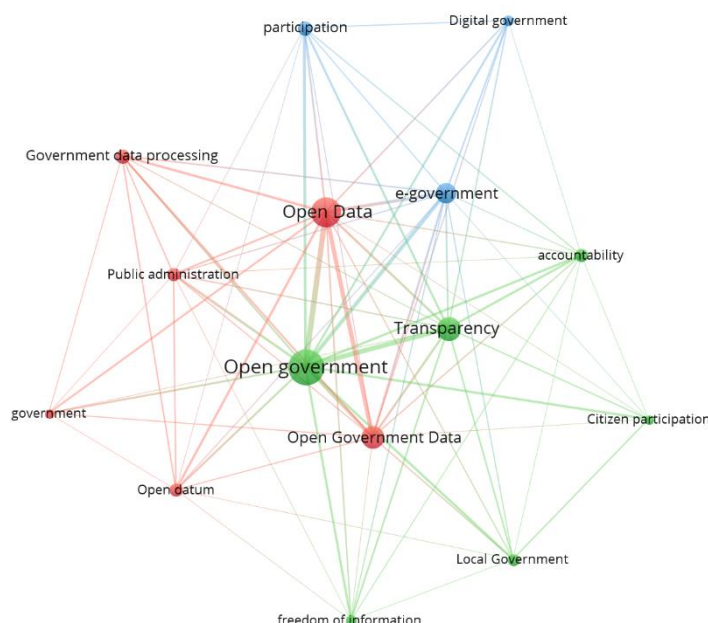 Digital government
participation
Government data processing
e-government
Open Data
accountability
Public administration
Transparency
Open government
government
Citizen participation
Open Government Data
Open datum
Local Government
freedom of information